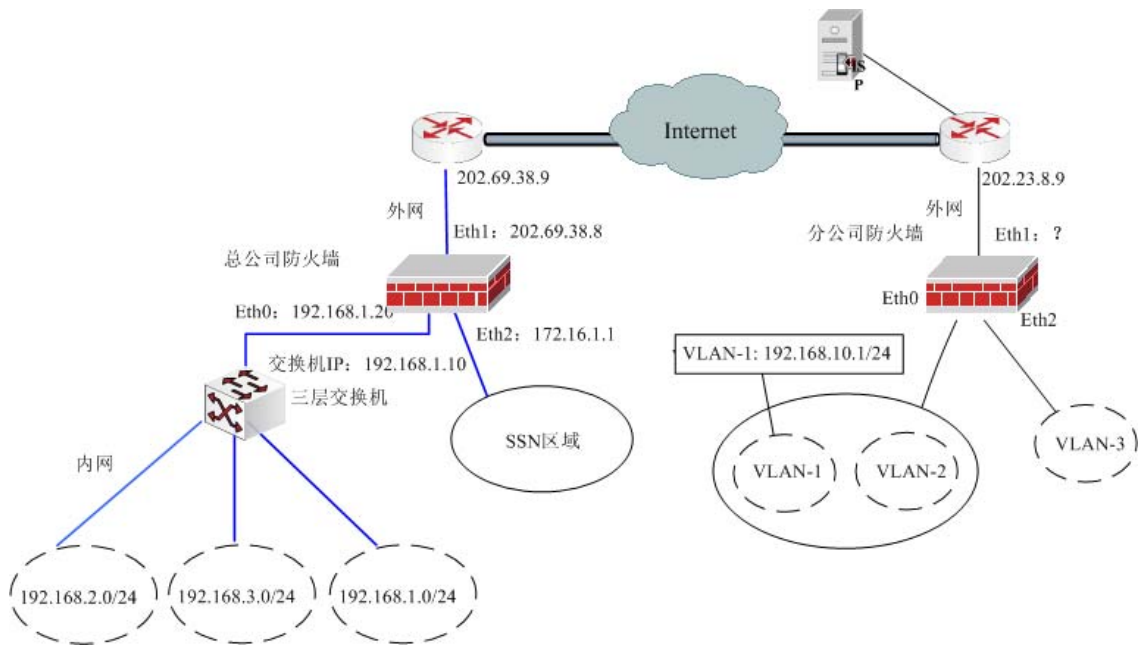 IS
P
Internet
202.69.38.9
202.23.8.9
外网
外网
Eth1：202.69.38.8
分公司防火墙
Eth1：？
总公司防火墙
Eth0：192.168.1.20
Eth0
Eth2：172.16.1.1
Eth2
交换机IP：192.168.1.10
VLAN-1: 192.168.10.1/24
三层交换机
SSN区域
内网
VLAN-1
VLAN-2
VLAN-3
192.168.2.0/24
192.168.3.0/24
192.168.1.0/24